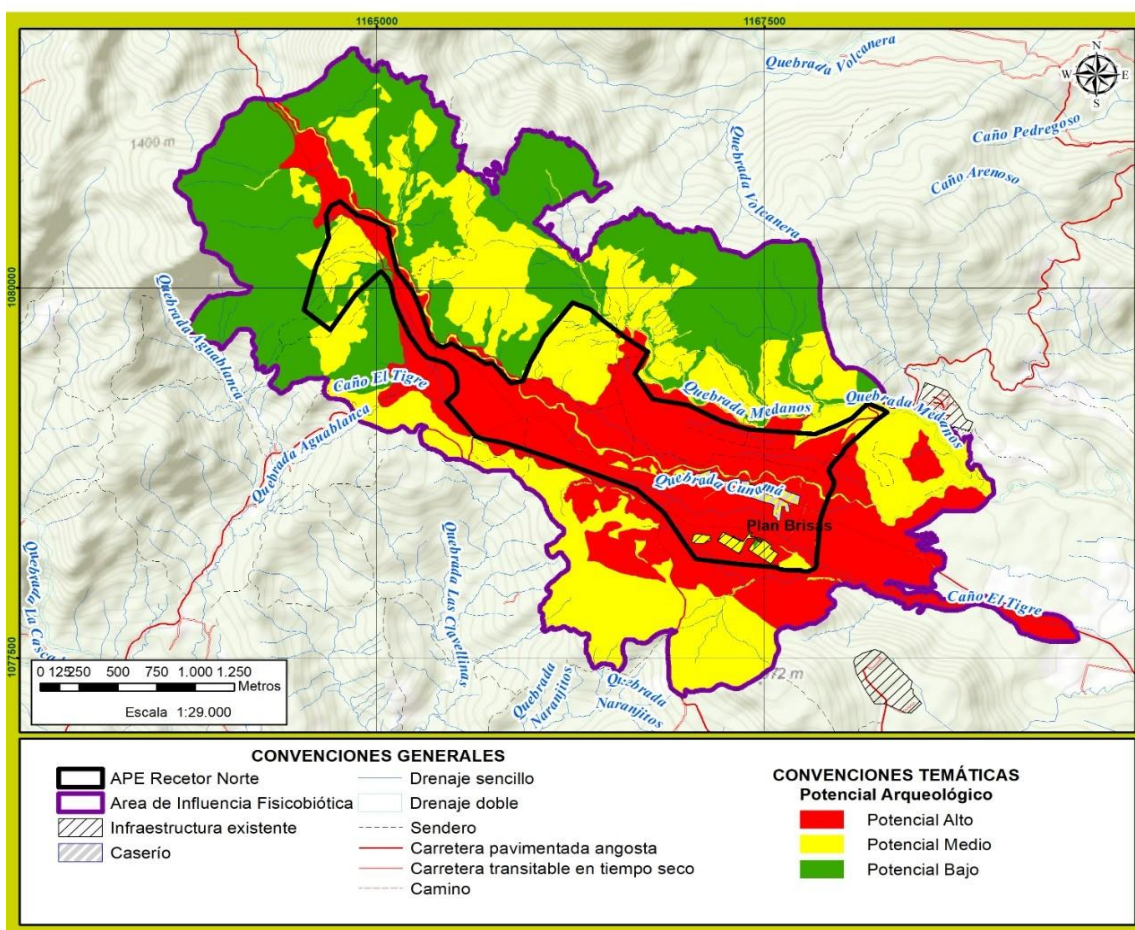 1165000
1167500
Quebrada Volcanera
N
W
E
S
Caño Pedregoso
1400 m
Quebrada Volcanera
Caño Arenoso
1080000
1080000
Quebrada Aguablanca
Caño El Tigre
Quebrada Medanos
Quebrada Medanos
Quebrada Aguablanca
Quebrada Cunamá
Plan Brisas
Quebrada Las Clavellinas
Quebrada La
Caño El Tigre
1077500
1077500
Quebrada Naranjitos
Quebrada Naranjitos
0 125 250 500 750 1.000 1.250
Metros
Escala 1:29.000
CONVENCIONES GENERALES
APE Recetor Norte
Area de Influencia Fisicobiótica
Infraestructura existente
Caserío
Drenaje sencillo
Drenaje doble
Sendero
Carretera pavimentada angosta
Carretera transitable en tiempo seco
Camino
CONVENCIONES TEMÁTICAS
Potencial Arqueológico
Potencial Alto
Potencial Medio
Potencial Bajo